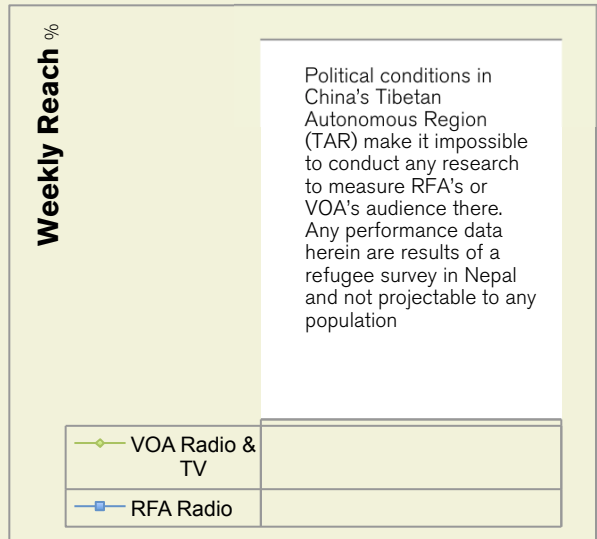 Weekly Reach %
Political conditions in
China's Tibetan
Autonomous Region
(TAR) make it impossible
to conduct any research
to measure RFA's or
VOA's audience there.
Any performance data
herein are results of a
refugee survey in Nepal
and not projectable to any
population
VOA Radio &
TV
RFA Radio